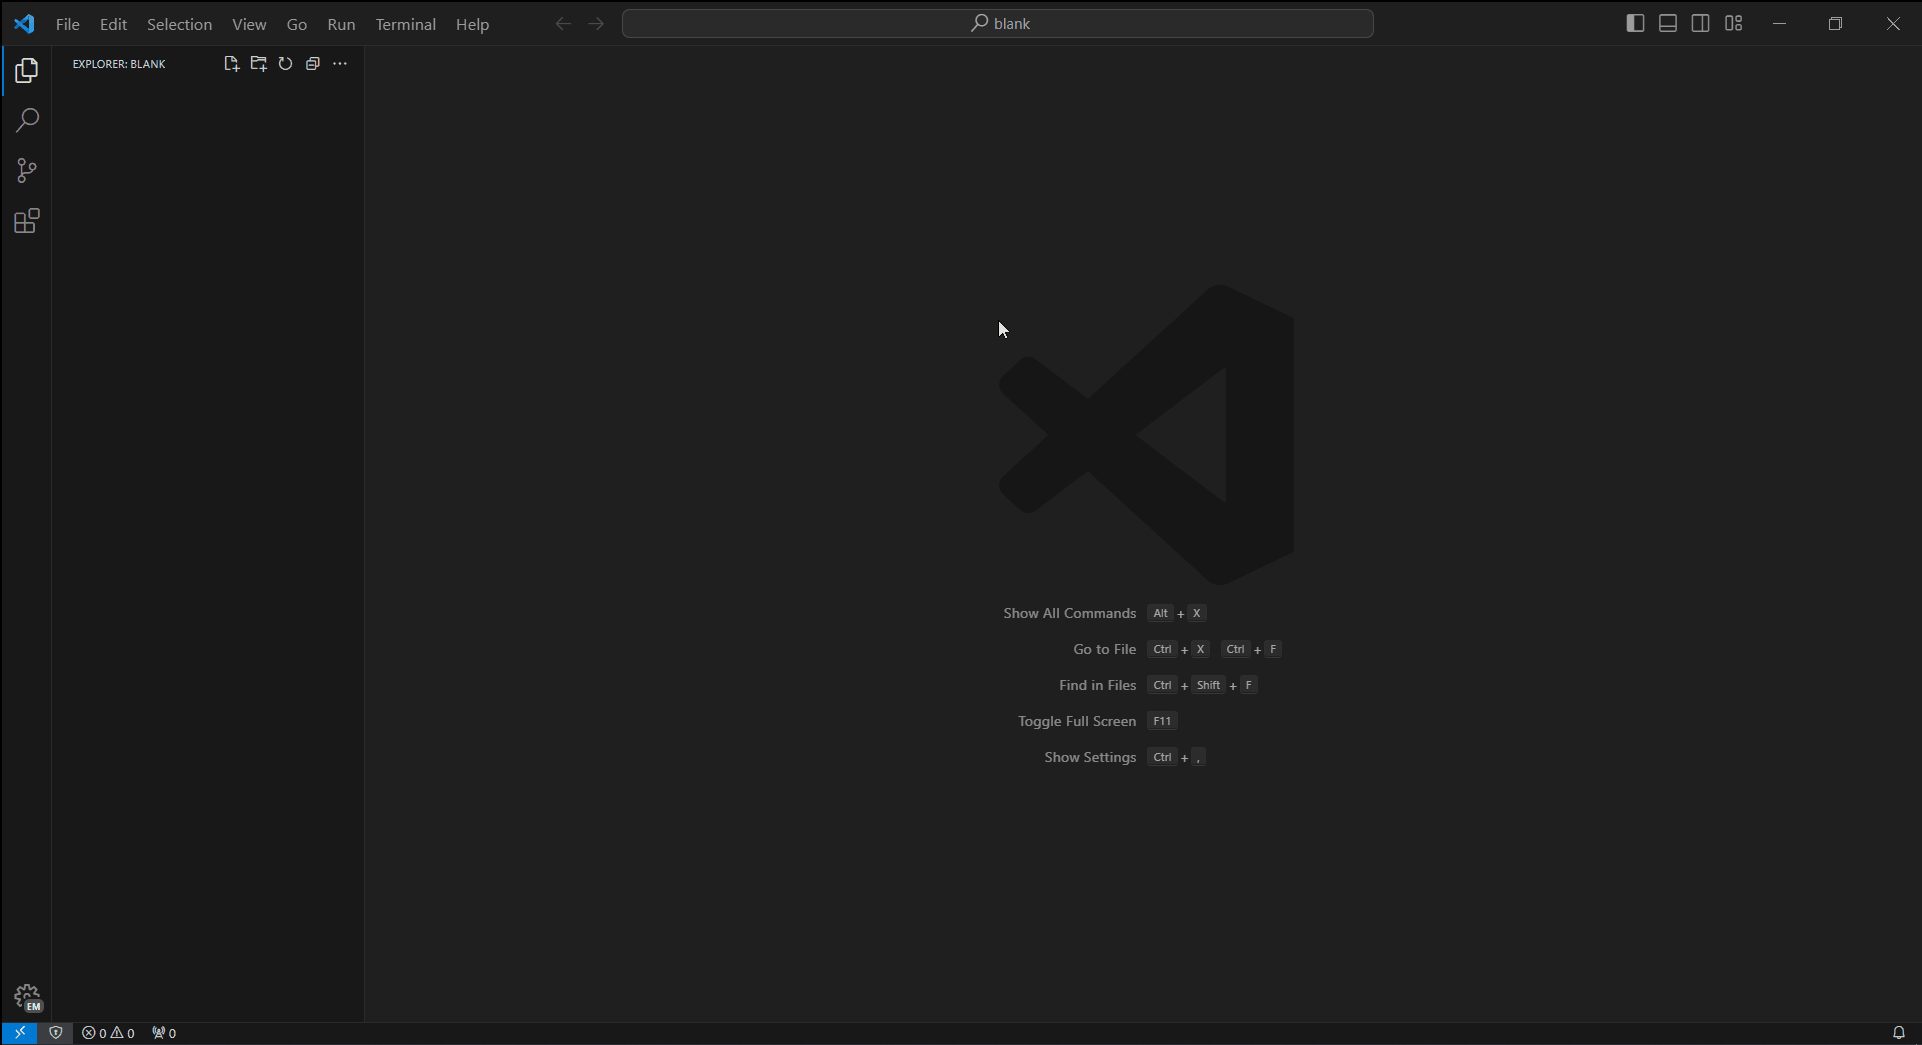 File Edit Selection View Go Run Terminal Help
blank
EXPLORER: BLANK
Show All Commands Alt + X
Go to File Ctrl + X Ctrl + F
Find in Files Ctrl + Shift + F
Toggle Full Screen F11
Show Settings Ctrl + ,
EM
0 0 0